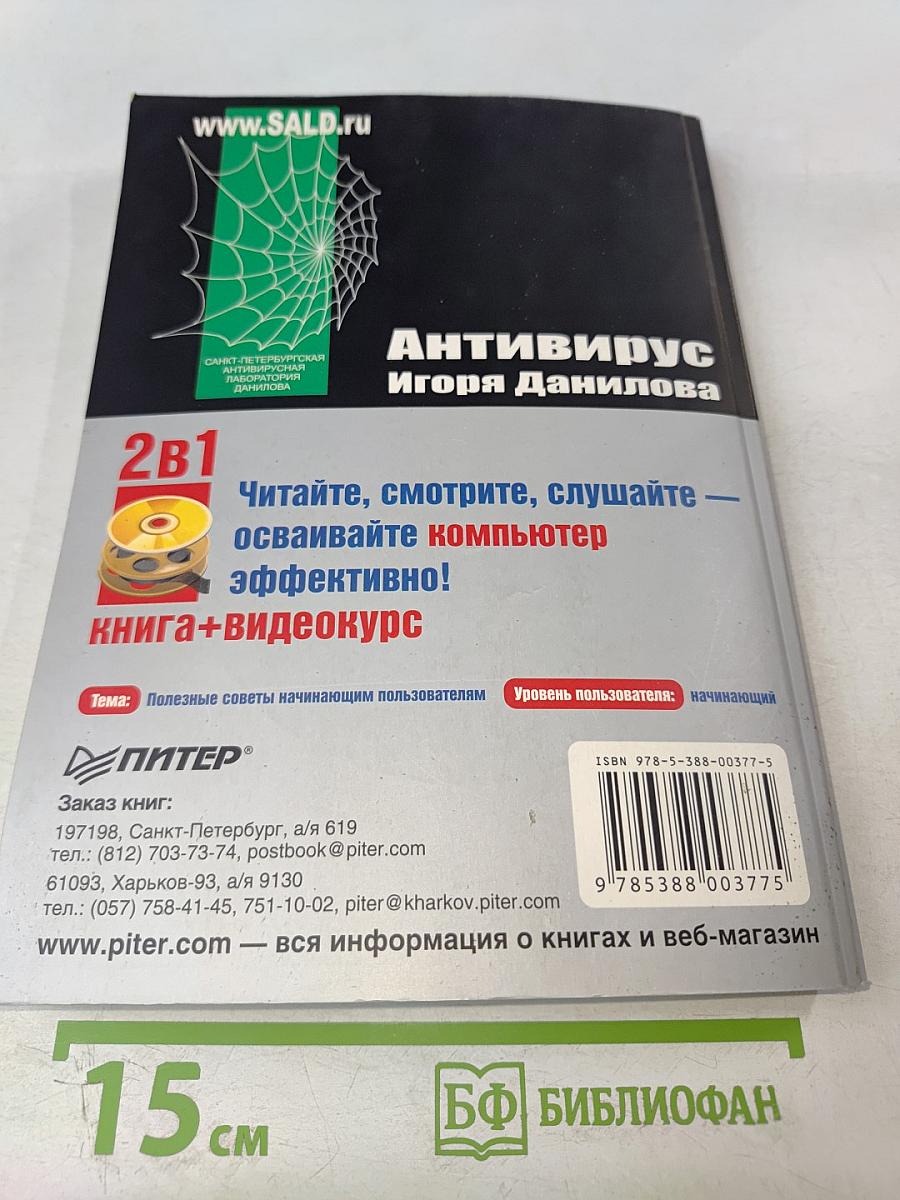 www.SALD.ru
САНКТ-ПЕТЕРБУРГСКАЯ
АНТИВИРУСНАЯ
ЛАБОРАТОРИЯ
ДАНИЛОВА
Антивирус
Игоря Данилова
2в1
Читайте, смотрите, слушайте —
осваивайте компьютер
эффективно!
книга+видеокурс
Тема: Полезные советы начинающим пользователям Уровень пользователя: начинающий
ПИТЕР®
Заказ книг:
197198, Санкт-Петербург, а/я 619
тел.: (812) 703-73-74, postbook@piter.com
61093, Харьков-93, а/я 9130
тел.: (057) 758-41-45, 751-10-02, piter@kharkov.piter.com
www.piter.com — вся информация о книгах и веб-магазин
ISBN 978-5-388-00377-5
9 785388 003775
15 см
БФ БИБЛИОФАН